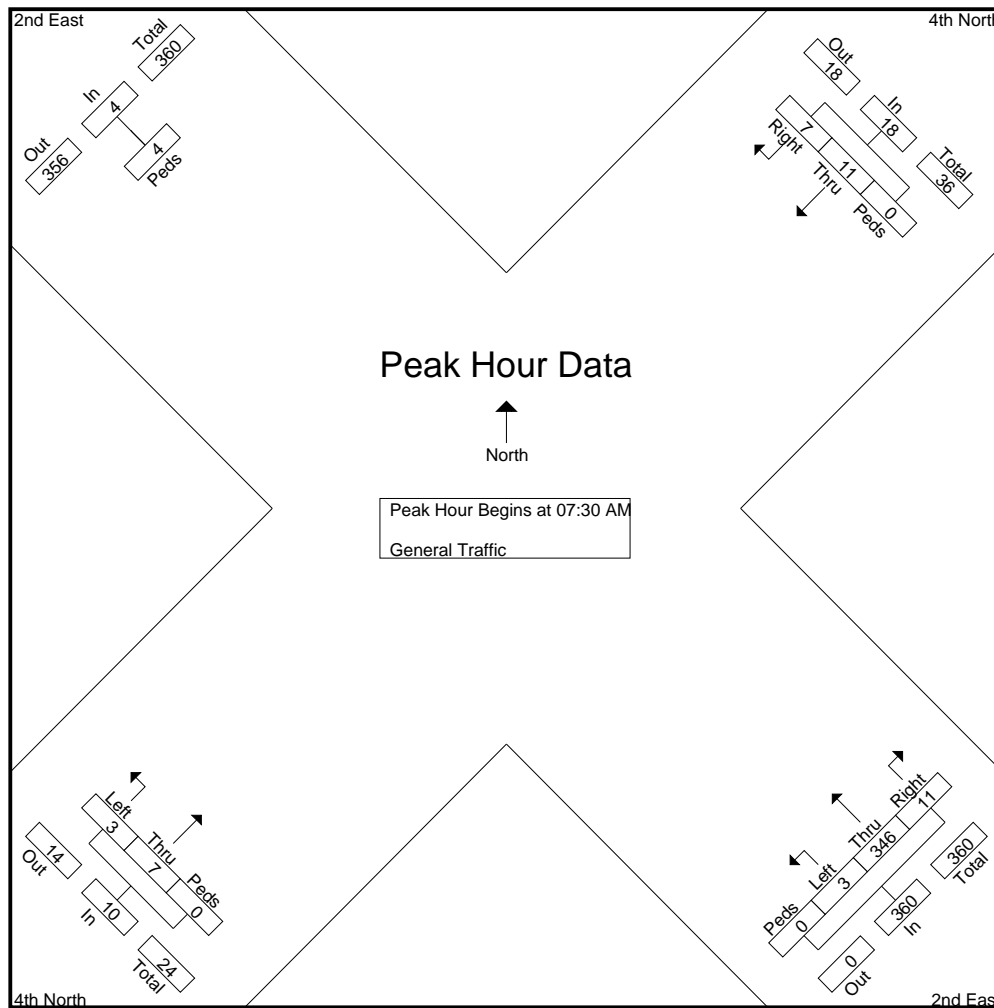 2nd East
4th North
Total
360
In
4
Out
356
4
Peds
Out
18
In
18
Total
36
7
Right
11
Thru
0
Peds
Peak Hour Data
North
Peak Hour Begins at 07:30 AM
General Traffic
Left
3
Thru
7
Peds
0
14
Out
10
In
24
Total
Right
11
Thru
346
Left
3
Peds
0
360
Total
360
In
0
Out
4th North
2nd East